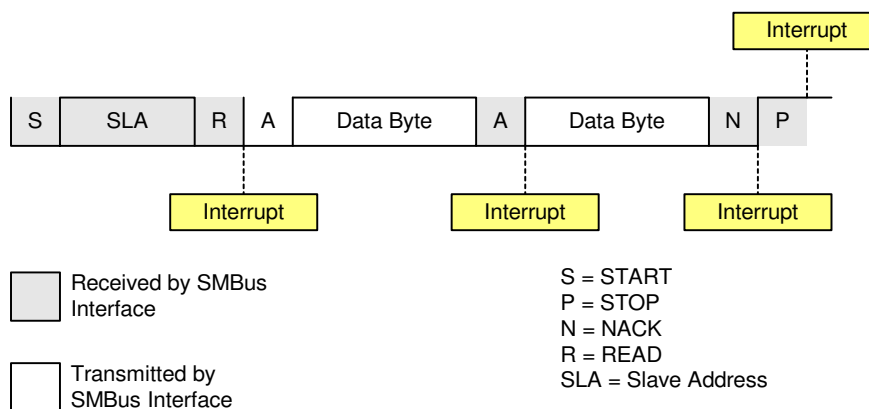 Interrupt
S SLA R A Data Byte A Data Byte N P
Interrupt Interrupt Interrupt
Received by SMBus
Interface
Transmitted by
SMBus Interface
S = START
P = STOP
N = NACK
R = READ
SLA = Slave Address